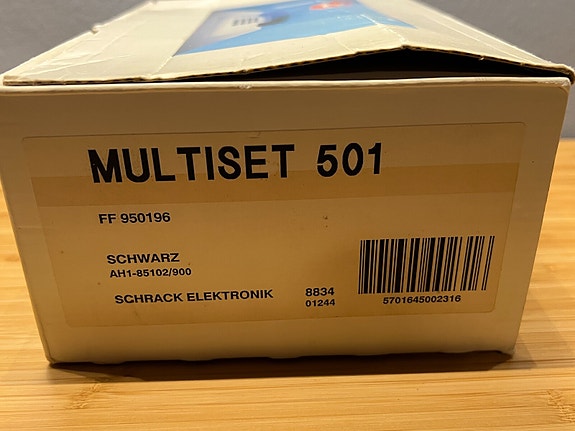 MULTISET 501
FF 950196
SCHWARZ
AH1-85102/900
SCHRACK ELEKTRONIK 8834
01244
5701645002316